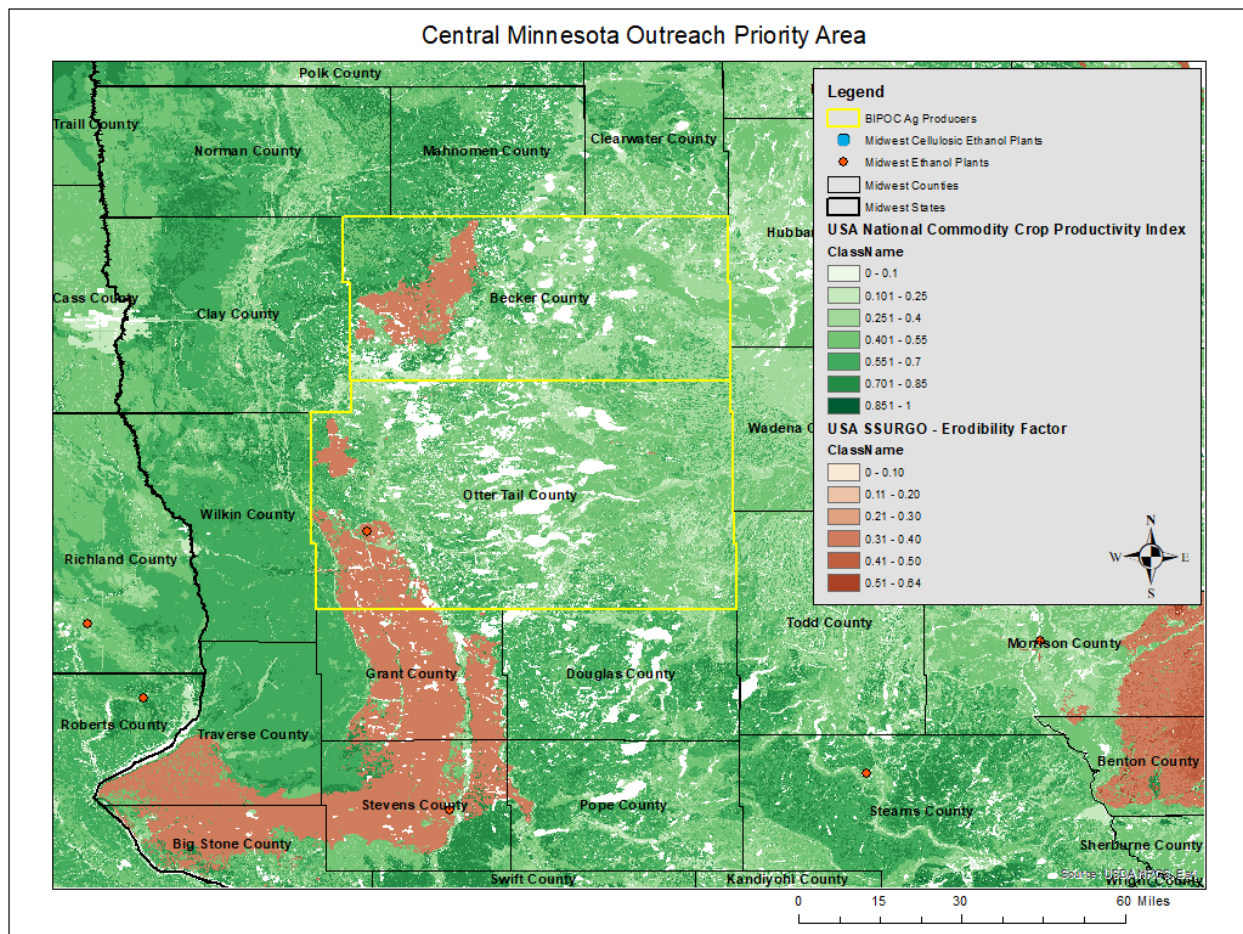 Central Minnesota Outreach Priority Area
Polk County
Traill County
Norman County
Mahnomen County
Clearwater County
Cass County
Clay County
Becker County
Wadena
Otter Tail County
Wilkin County
Richland County
Todd County
Morrison County
Grant County
Douglas County
Roberts County
Traverse County
Benton County
Stevens County
Pope County
Stearns County
Big Stone County
Sherburne County
Swift County
Kandiyohi County
Wright County
Legend
BIPOC Ag Producers
Midwest Cellulosic Ethanol Plants
Midwest Ethanol Plants
Midwest Counties
Midwest States
USA National Commodity Crop Productivity Index
ClassName
0 - 0.1
0.101 - 0.25
0.251 - 0.4
0.401 - 0.55
0.551 - 0.7
0.701 - 0.85
0.851 - 1
USA SSURGO - Erodibility Factor
ClassName
0 - 0.10
0.11 - 0.20
0.21 - 0.30
0.31 - 0.40
0.41 - 0.50
0.51 - 0.64
N
W E
S
Source: USDA NRCS, Esri
0 15 30 60 Miles